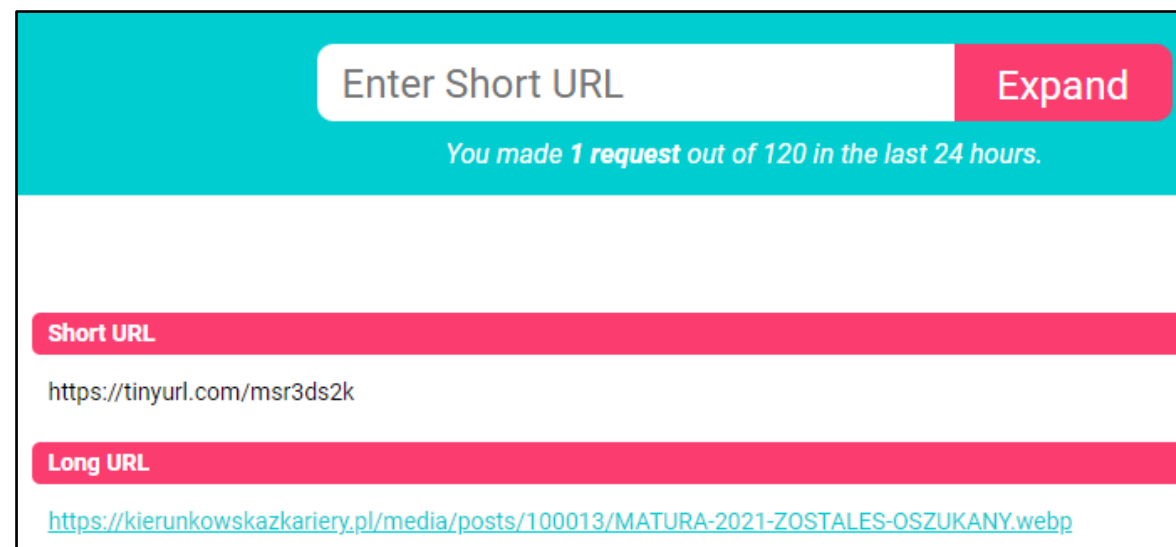 Enter Short URL
Expand
You made 1 request out of 120 in the last 24 hours.
Short URL
https://tinyurl.com/msr3ds2k
Long URL
https://kierunkowskazkariery.pl/media/posts/100013/MATURA-2021-ZOSTALES-OSZUKANY.webp